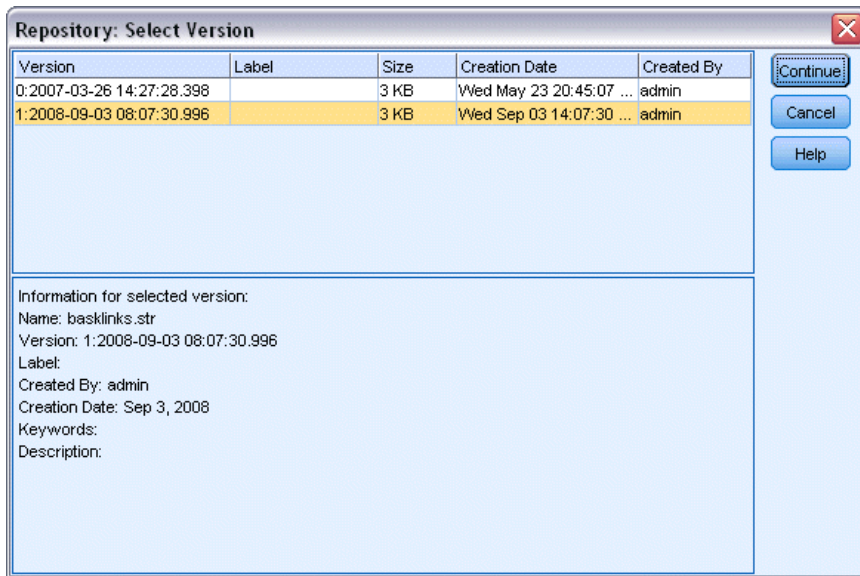 Repository: Select Version
Version Label Size Creation Date Created By
0:2007-03-26 14:27:28.398 3 KB Wed May 23 20:45:07 ... admin
1:2008-09-03 08:07:30.996 3 KB Wed Sep 03 14:07:30 ... admin
Continue
Cancel
Help
Information for selected version:
Name: basklinks.str
Version: 1:2008-09-03 08:07:30.996
Label:
Created By: admin
Creation Date: Sep 3, 2008
Keywords:
Description: